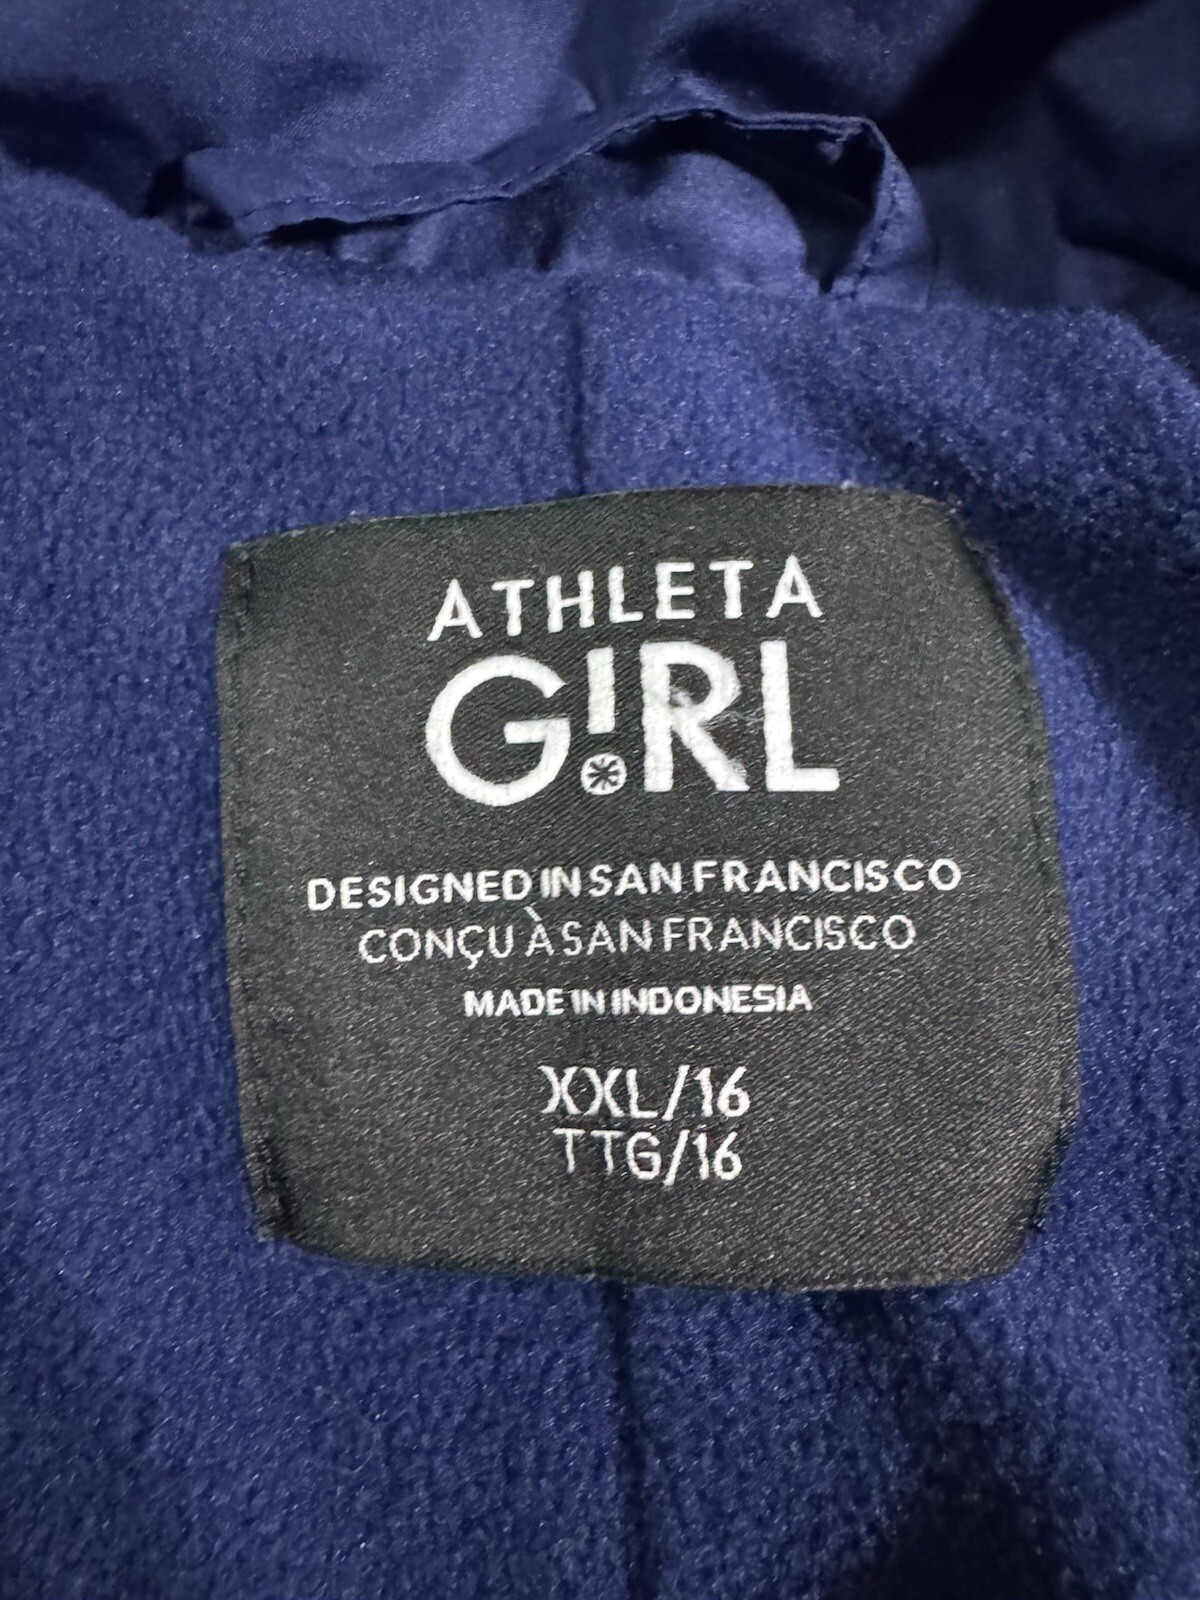 ATHLETA
G!RL
DESIGNED IN SAN FRANCISCO
CONÇU À SAN FRANCISCO
MADE IN INDONESIA
XXL/16
TTG/16